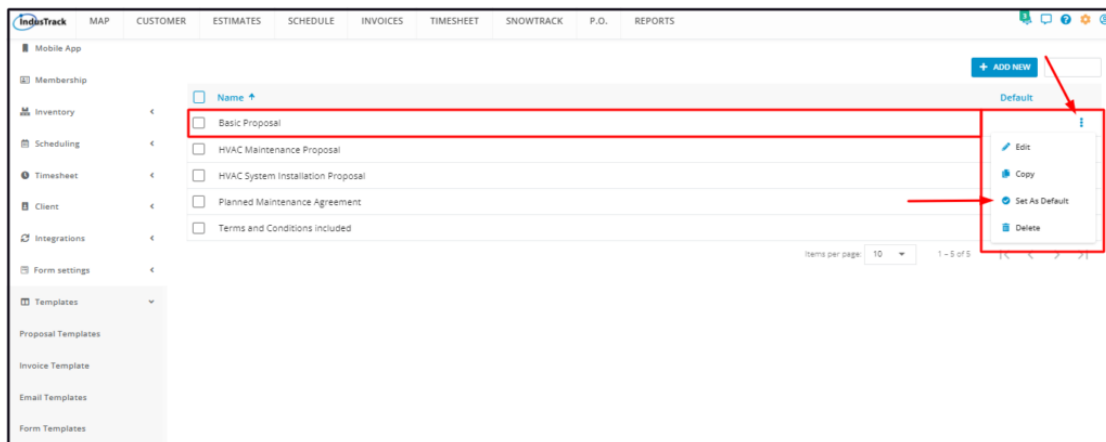 IndusTrack MAP CUSTOMER ESTIMATES SCHEDULE INVOICES TIMESHEET SNOWTRACK P.O. REPORTS
Mobile App
Membership
Inventory
Scheduling
Timesheet
Client
Integrations
Form settings
Templates
Proposal Templates
Invoice Template
Email Templates
Form Templates
+ ADD NEW
Name Default
Basic Proposal
HVAC Maintenance Proposal
HVAC System Installation Proposal
Planned Maintenance Agreement
Terms and Conditions included
Edit
Copy
Set As Default
Delete
Items per page: 10 1 – 5 of 5